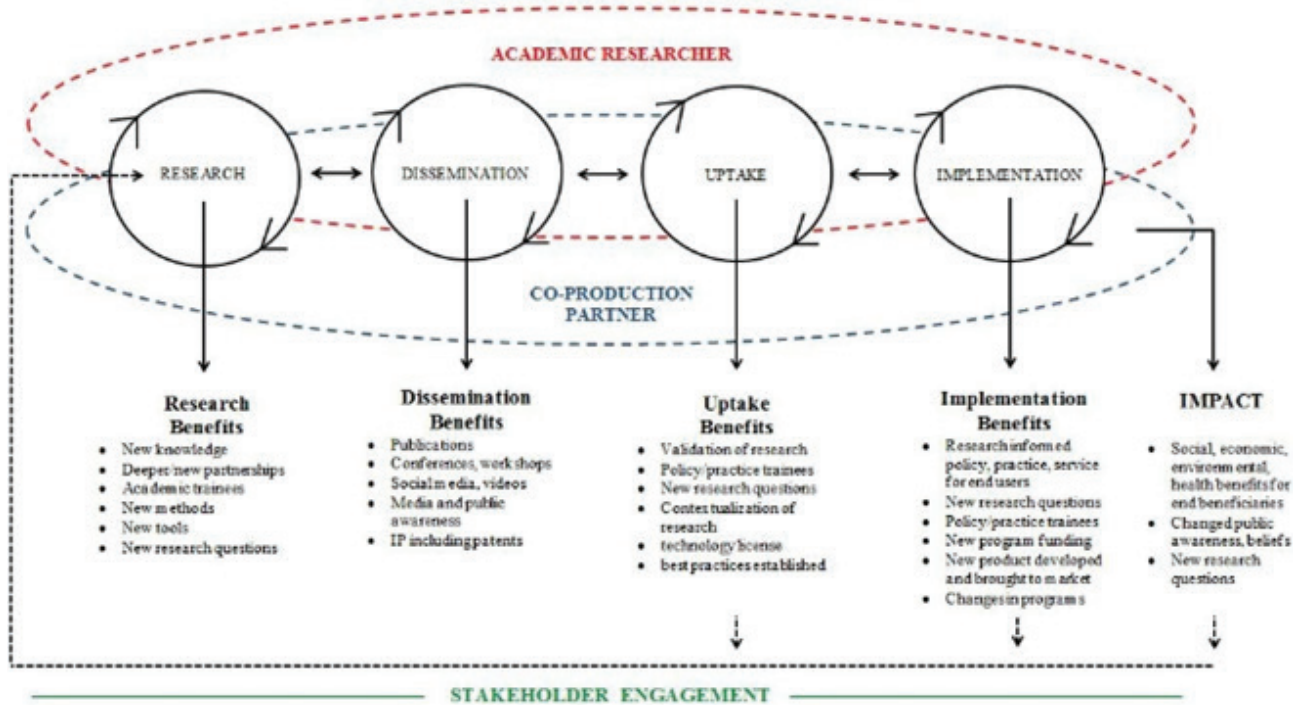 ACADEMIC RESEARCHER
RESEARCH
DISSEMINATION
UPTAKE
IMPLEMENTATION
CO-PRODUCTION
PARTNER
Research
Benefits
• New knowledge
• Deeper/new partnerships
• Academic trainees
• New methods
• New tools
• New research questions
Dissemination
Benefits
• Publications
• Conferences, workshops
• Social media, videos
• Media and public
awareness
• IP including patents
Uptake
Benefits
• Validation of research
• Policy/practice trainees
• New research questions
• Contextualization of
research
• technology license
• best practices established
Implementation
Benefits
• Research informed
policy, practice, service
for end users
• New research questions
• Policy/practice trainees
• New program funding
• New product developed
and brought to market
• Changes in programs
IMPACT
• Social, economic,
environmental,
health benefits for
end beneficiaries
• Changed public
awareness, beliefs
• New research
questions
STAKEHOLDER ENGAGEMENT